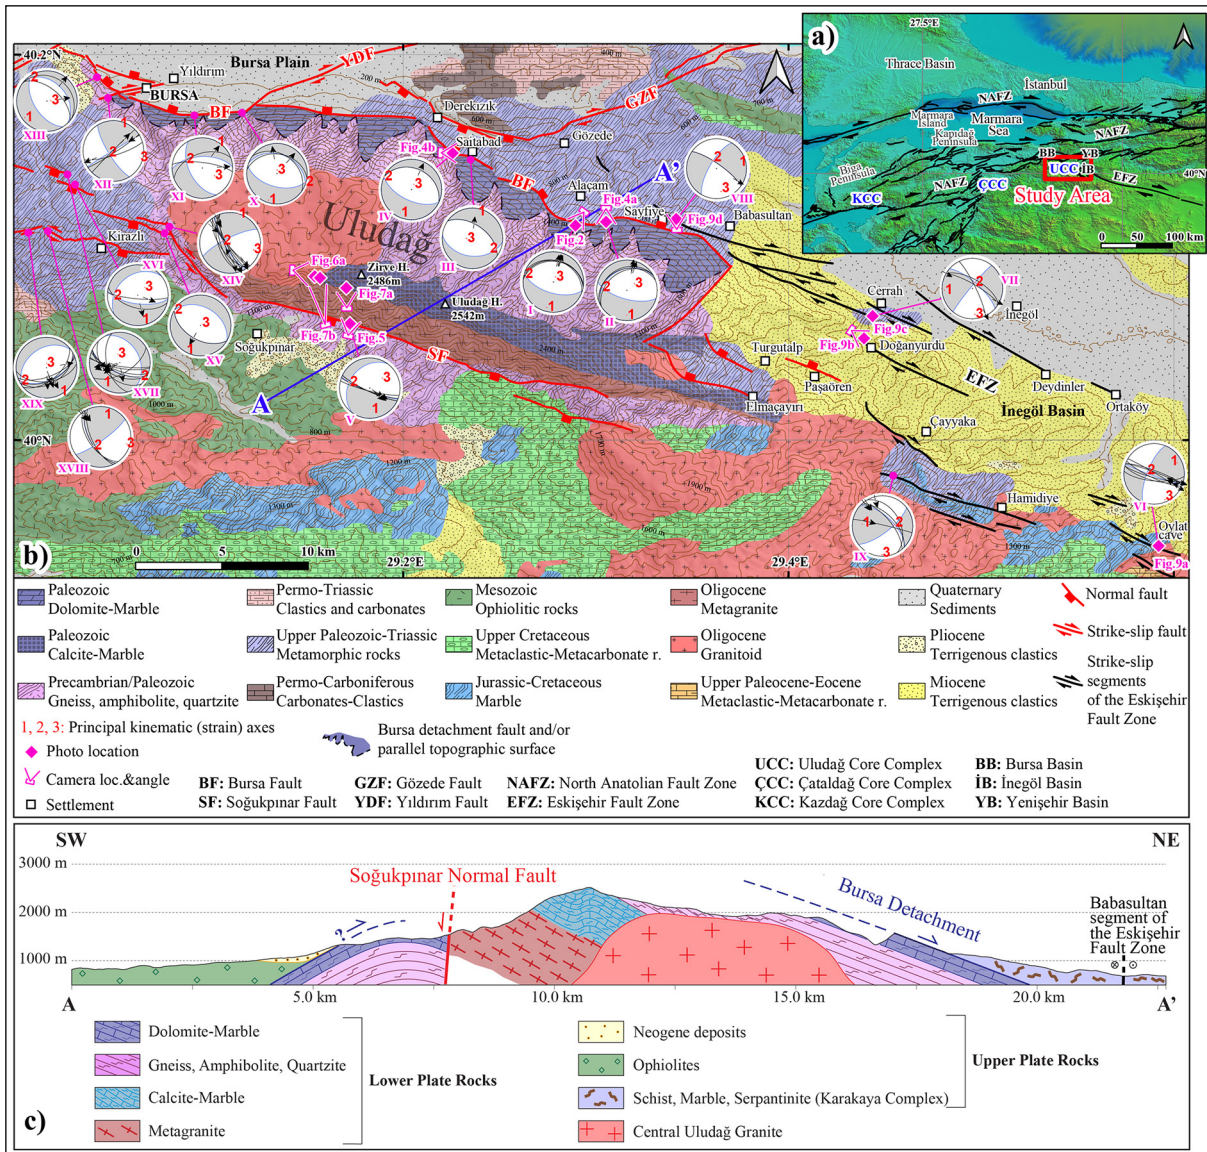 a)
27.5°E
Thrace Basin
İstanbul
NAFZ
Marmara
Island
Marmara
Sea
Kapıdağ
Peninsula
NAFZ
Biga
Peninsula
BB
YB
UCC
İB
NAFZ
ÇCC
EFZ
40°N
KCC
Study Area
0 50 100 km
40.2°N
Bursa Plain
YDF
Yıldırım
BURSA
BF
200 m
400 m
Derekızık
600 m
GZF
700 m
Gözede
Saitabad
Fig.4b
BF
A'
Alaçam
Fig.4a
Sayfiye
Fig.9d
Babasultan
Fig.2
XIII
XII
XI
X
IV
III
VIII
Uludağ
Kirazlı
XVI
XIV
Fig.6a
Zirve H.
2486m
Fig.7a
Uludağ H.
2542m
I
II
VII
Cerrah
İnegöl
Fig.9c
Fig.9b
Doğanyurdu
XV
Soğukpınar
Fig.7b
Fig.5
SF
2400 m
Turgutalp
Paşaören
EFZ
Deydinler
Ortaköy
XIX
XVII
V
A
Elmaçayırı
İnegöl Basin
Çayyaka
40°N
XVIII
1000 m
800 m
1200 m
1300 m
1900 m
1600 m
Hamidiye
VI
IX
Oylat
cave
1300 m
Fig.9a
b)
0 5 10 km
29.2°E
29.4°E
Paleozoic
Dolomite-Marble
Permo-Triassic
Clastics and carbonates
Mesozoic
Ophiolitic rocks
Oligocene
Metagranite
Quaternary
Sediments
Normal fault
Paleozoic
Calcite-Marble
Upper Paleozoic-Triassic
Metamorphic rocks
Upper Cretaceous
Metaclastic-Metacarbonate r.
Oligocene
Granitoid
Pliocene
Terrigenous clastics
Strike-slip fault
Precambrian/Paleozoic
Gneiss, amphibolite, quartzite
Permo-Carboniferous
Carbonates-Clastics
Jurassic-Cretaceous
Marble
Upper Paleocene-Eocene
Metaclastic-Metacarbonate r.
Miocene
Terrigenous clastics
Strike-slip
segments
of the Eskişehir
Fault Zone
1, 2, 3: Principal kinematic (strain) axes
Bursa detachment fault and/or
parallel topographic surface
Photo location
Camera loc.&angle
Settlement
BF: Bursa Fault
SF: Soğukpınar Fault
GZF: Gözede Fault
YDF: Yıldırım Fault
NAFZ: North Anatolian Fault Zone
EFZ: Eskişehir Fault Zone
UCC: Uludağ Core Complex
ÇCC: Çataldağ Core Complex
KCC: Kazdağ Core Complex
BB: Bursa Basin
İB: İnegöl Basin
YB: Yenişehir Basin
SW
NE
3000 m
2000 m
1000 m
Soğukpınar Normal Fault
?
Bursa Detachment
Babasultan
segment of
the Eskişehir
Fault Zone
A
5.0 km
10.0 km
15.0 km
20.0 km
A'
Dolomite-Marble
Gneiss, Amphibolite, Quartzite
Calcite-Marble
Metagranite
Lower Plate Rocks
Neogene deposits
Ophiolites
Schist, Marble, Serpantinite (Karakaya Complex)
Central Uludağ Granite
Upper Plate Rocks
c)